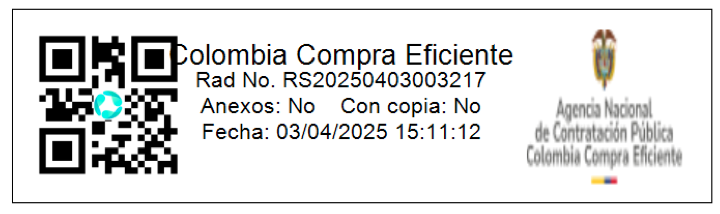 Colombia Compra Eficiente
Rad No. RS20250403003217
Anexos: No Con copia: No
Fecha: 03/04/2025 15:11:12
Agencia Nacional
de Contratación Pública
Colombia Compra Eficiente